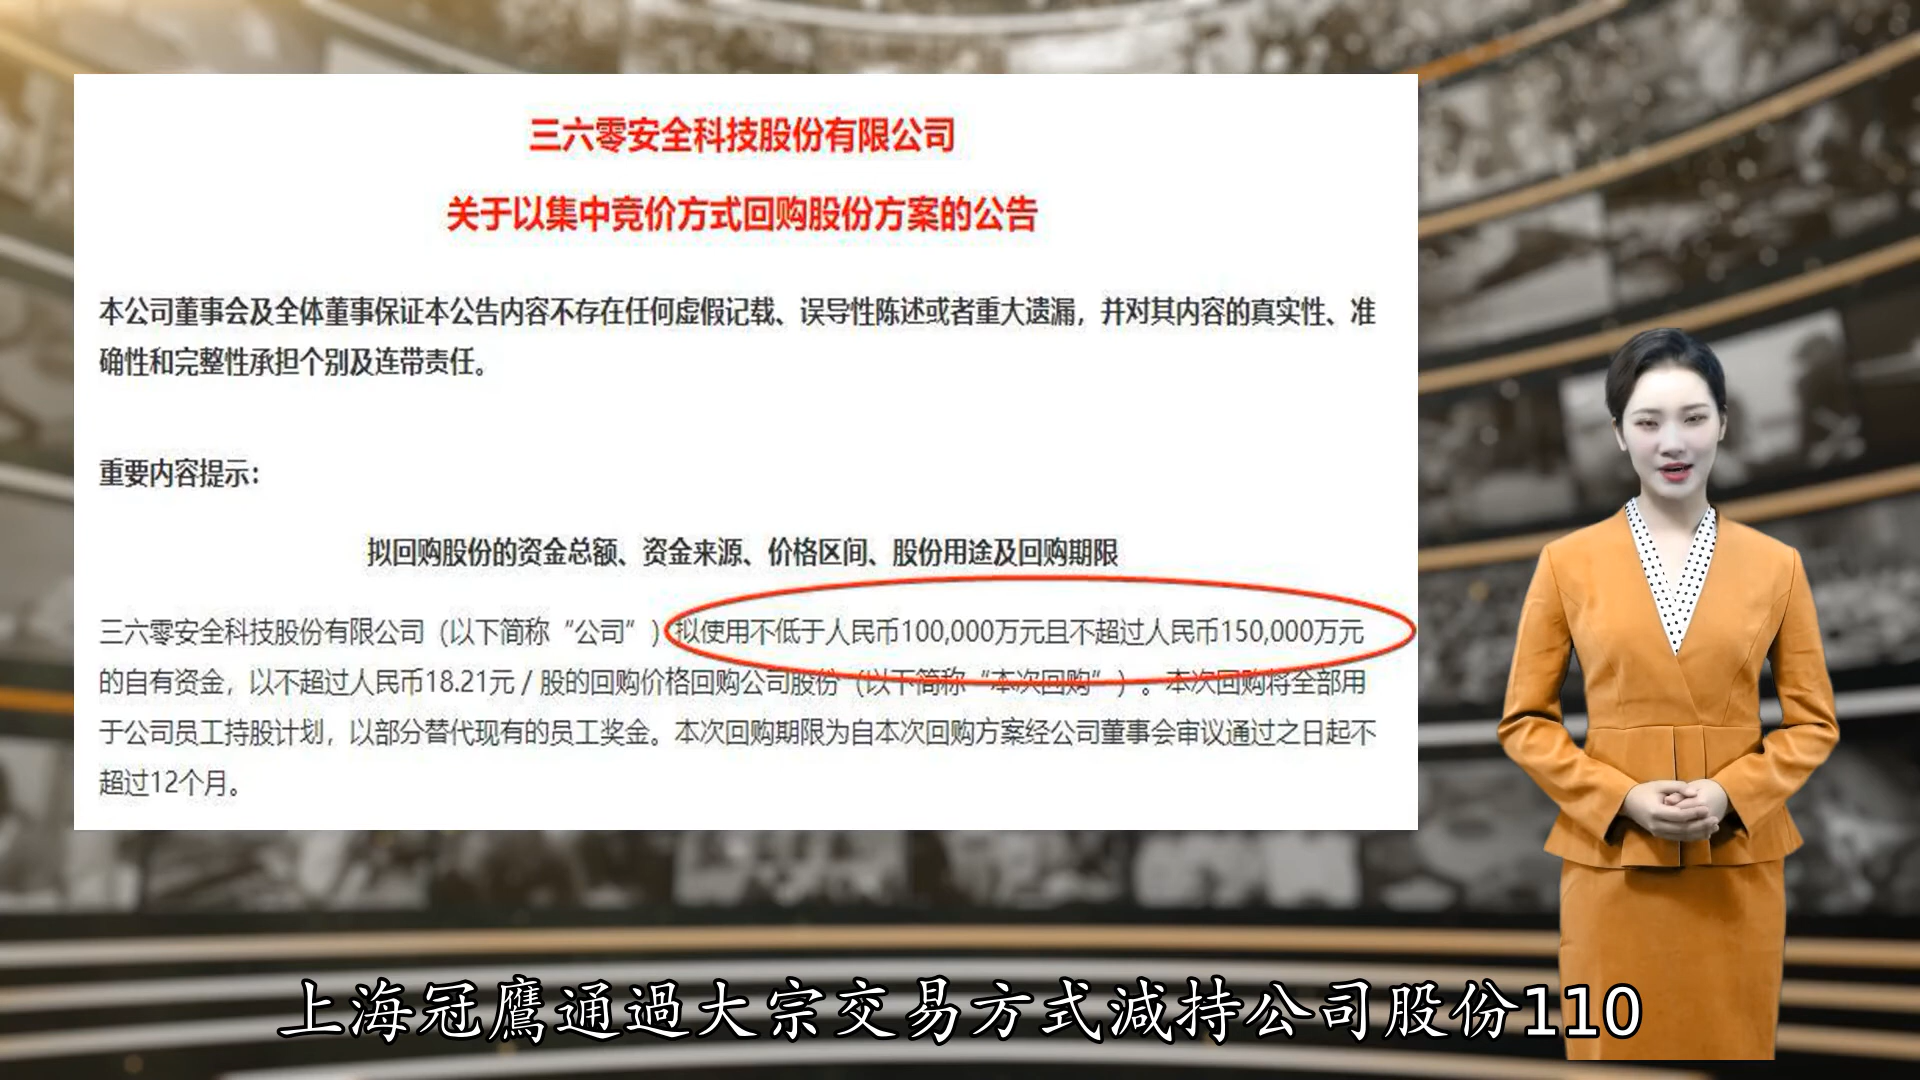 三六零安全科技股份有限公司
关于以集中竞价方式回购股份方案的公告
本公司董事会及全体董事保证本公告内容不存在任何虚假记载、误导性陈述或者重大遗漏，并对其内容的真实性、准
确性和完整性承担个别及连带责任。
重要内容提示：
拟回购股份的资金总额、资金来源、价格区间、股份用途及回购期限
三六零安全科技股份有限公司（以下简称“公司”）拟使用不低于人民币100,000万元且不超过人民币150,000万元
的自有资金，以不超过人民币18.21元 / 股的回购价格回购公司股份（以下简称“本次回购”）。本次回购将全部用
于公司员工持股计划，以部分替代现有的员工奖金。本次回购期限为自本次回购方案经公司董事会审议通过之日起不
超过12个月。
上海冠鷹通過大宗交易方式減持公司股份110